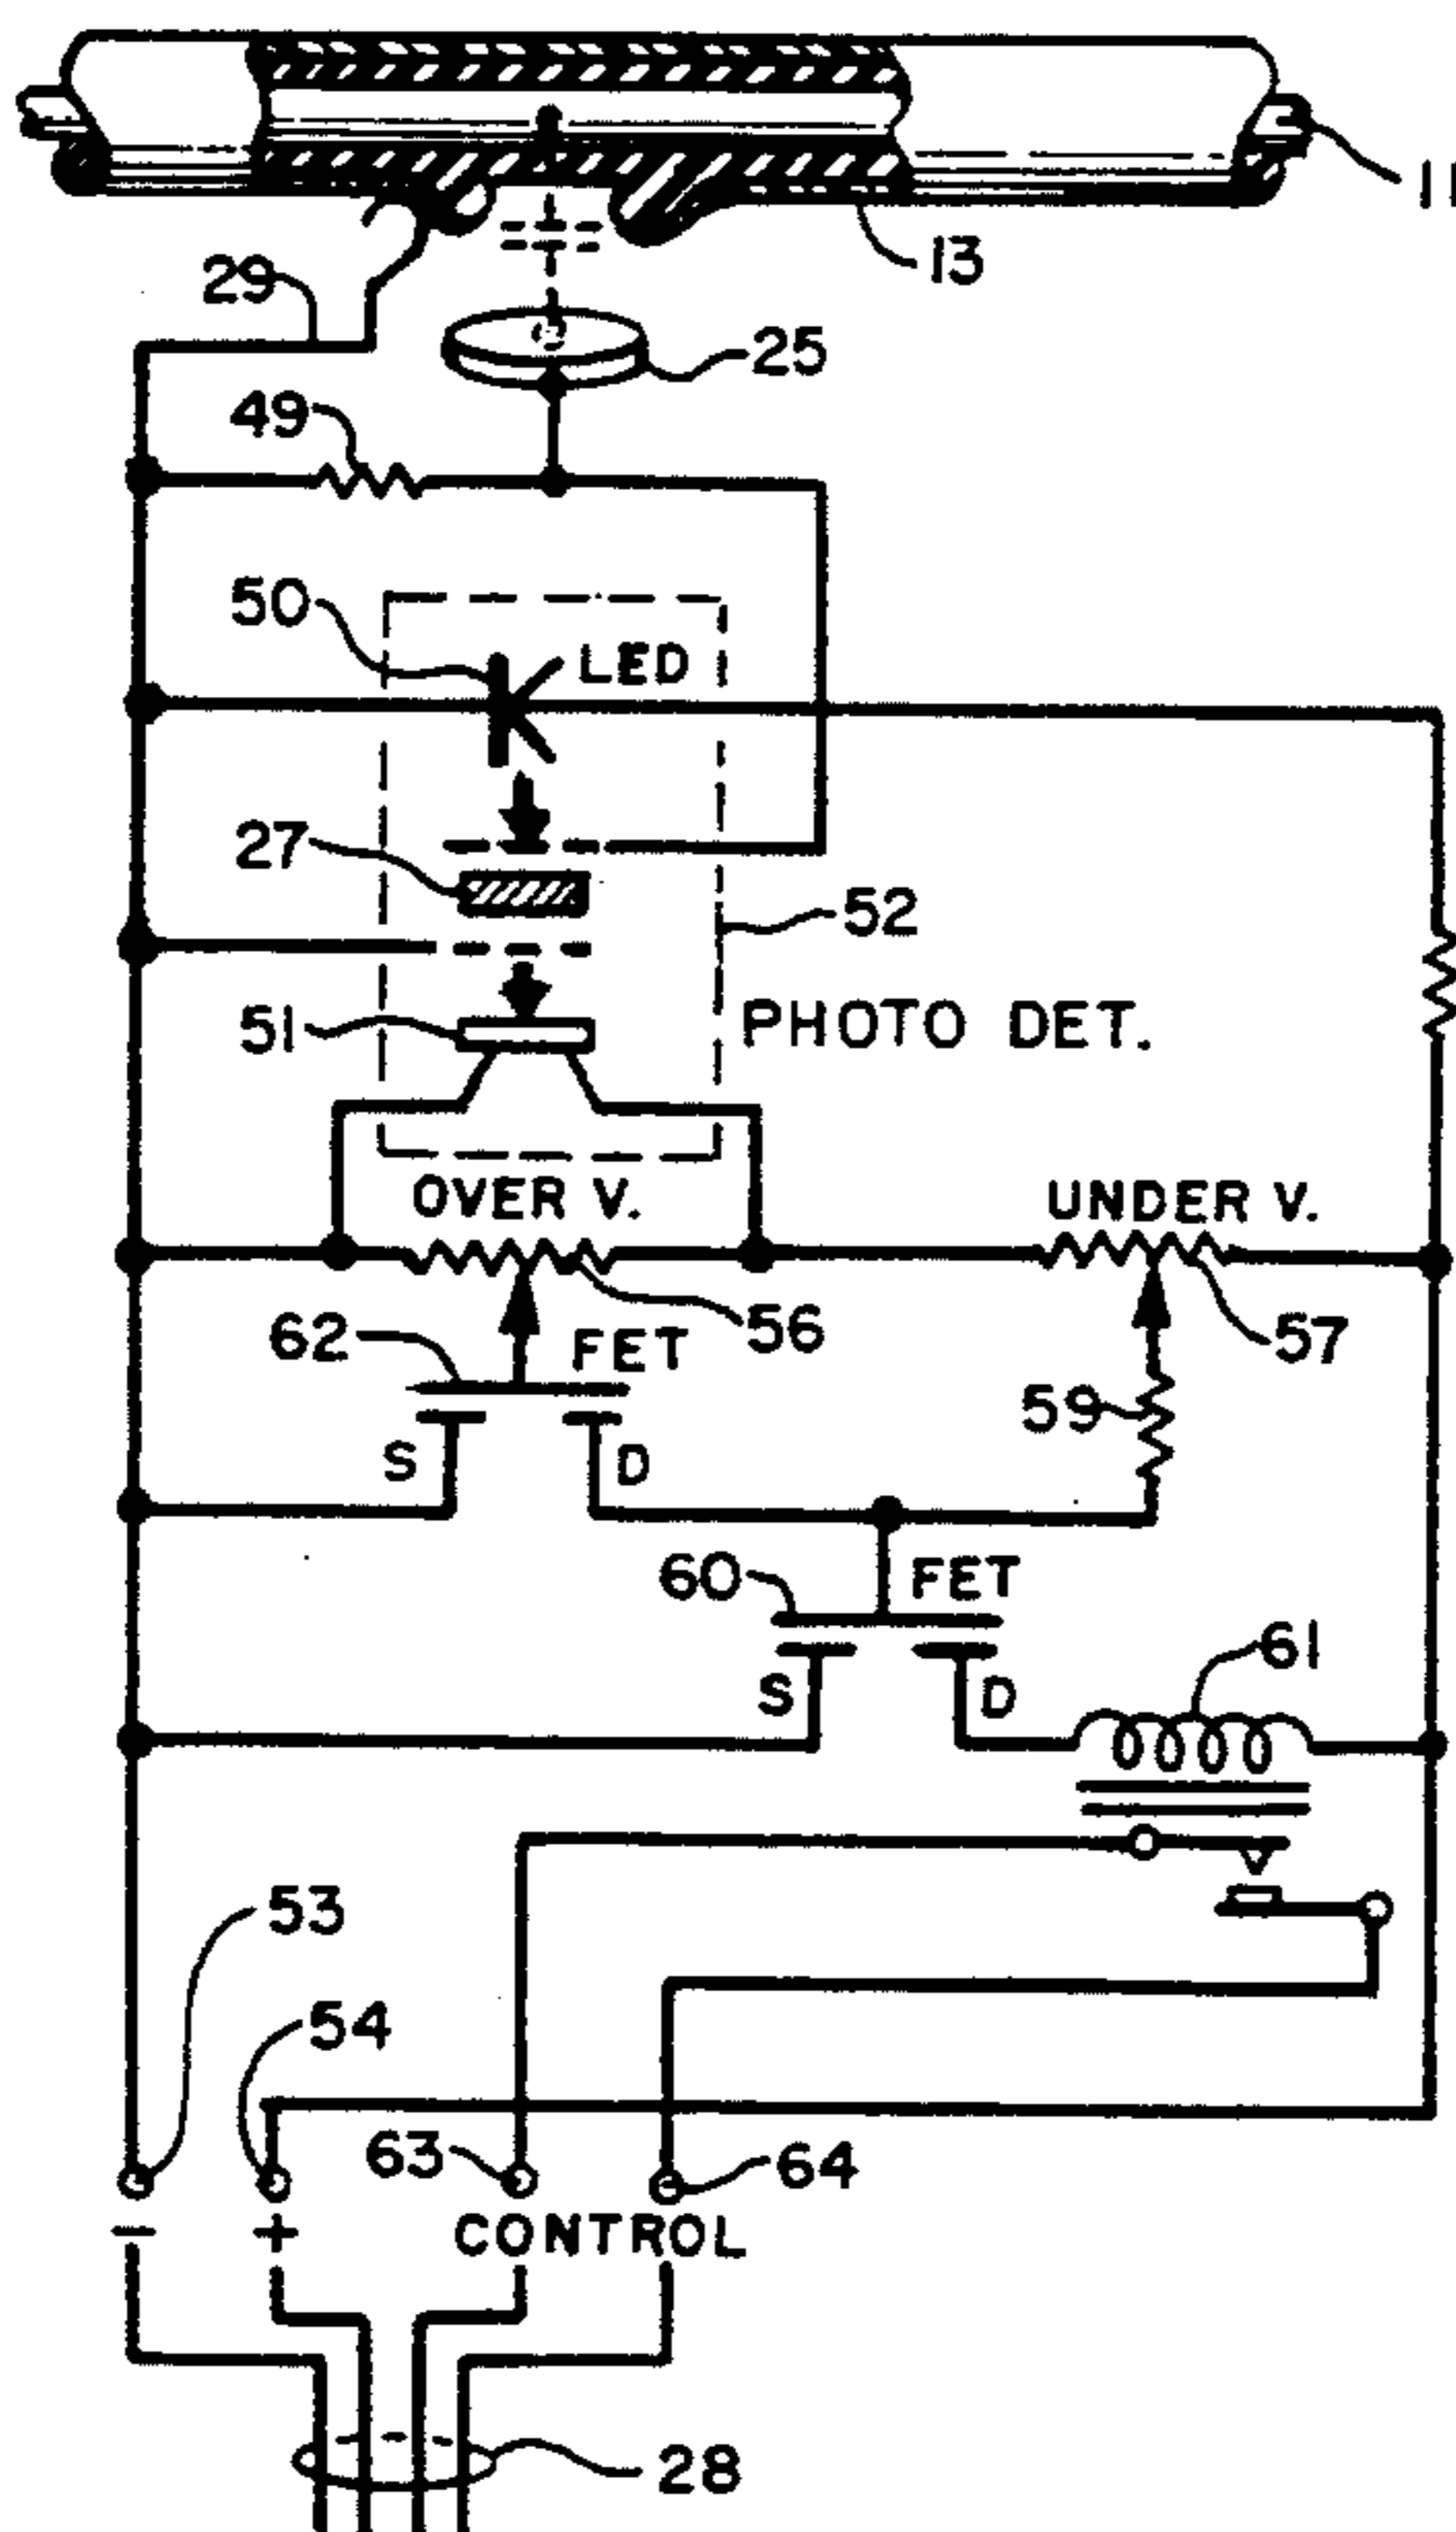 11
13
29
25
49
50
LED
27
52
51
PHOTO DET.
OVER V.
UNDER V.
62
FET
56
57
59
S
D
60
FET
61
S
D
53
54
63
64
−
+
CONTROL
28